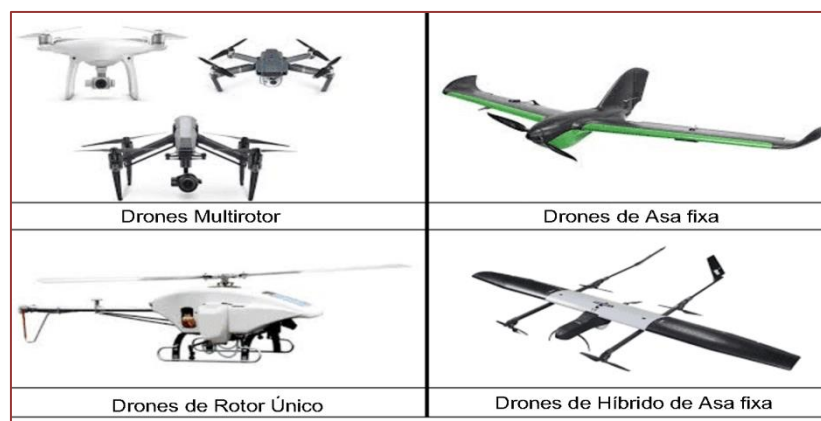 Drones Multirotor
Drones de Asa fixa
Drones de Rotor Único
Drones de Híbrido de Asa fixa